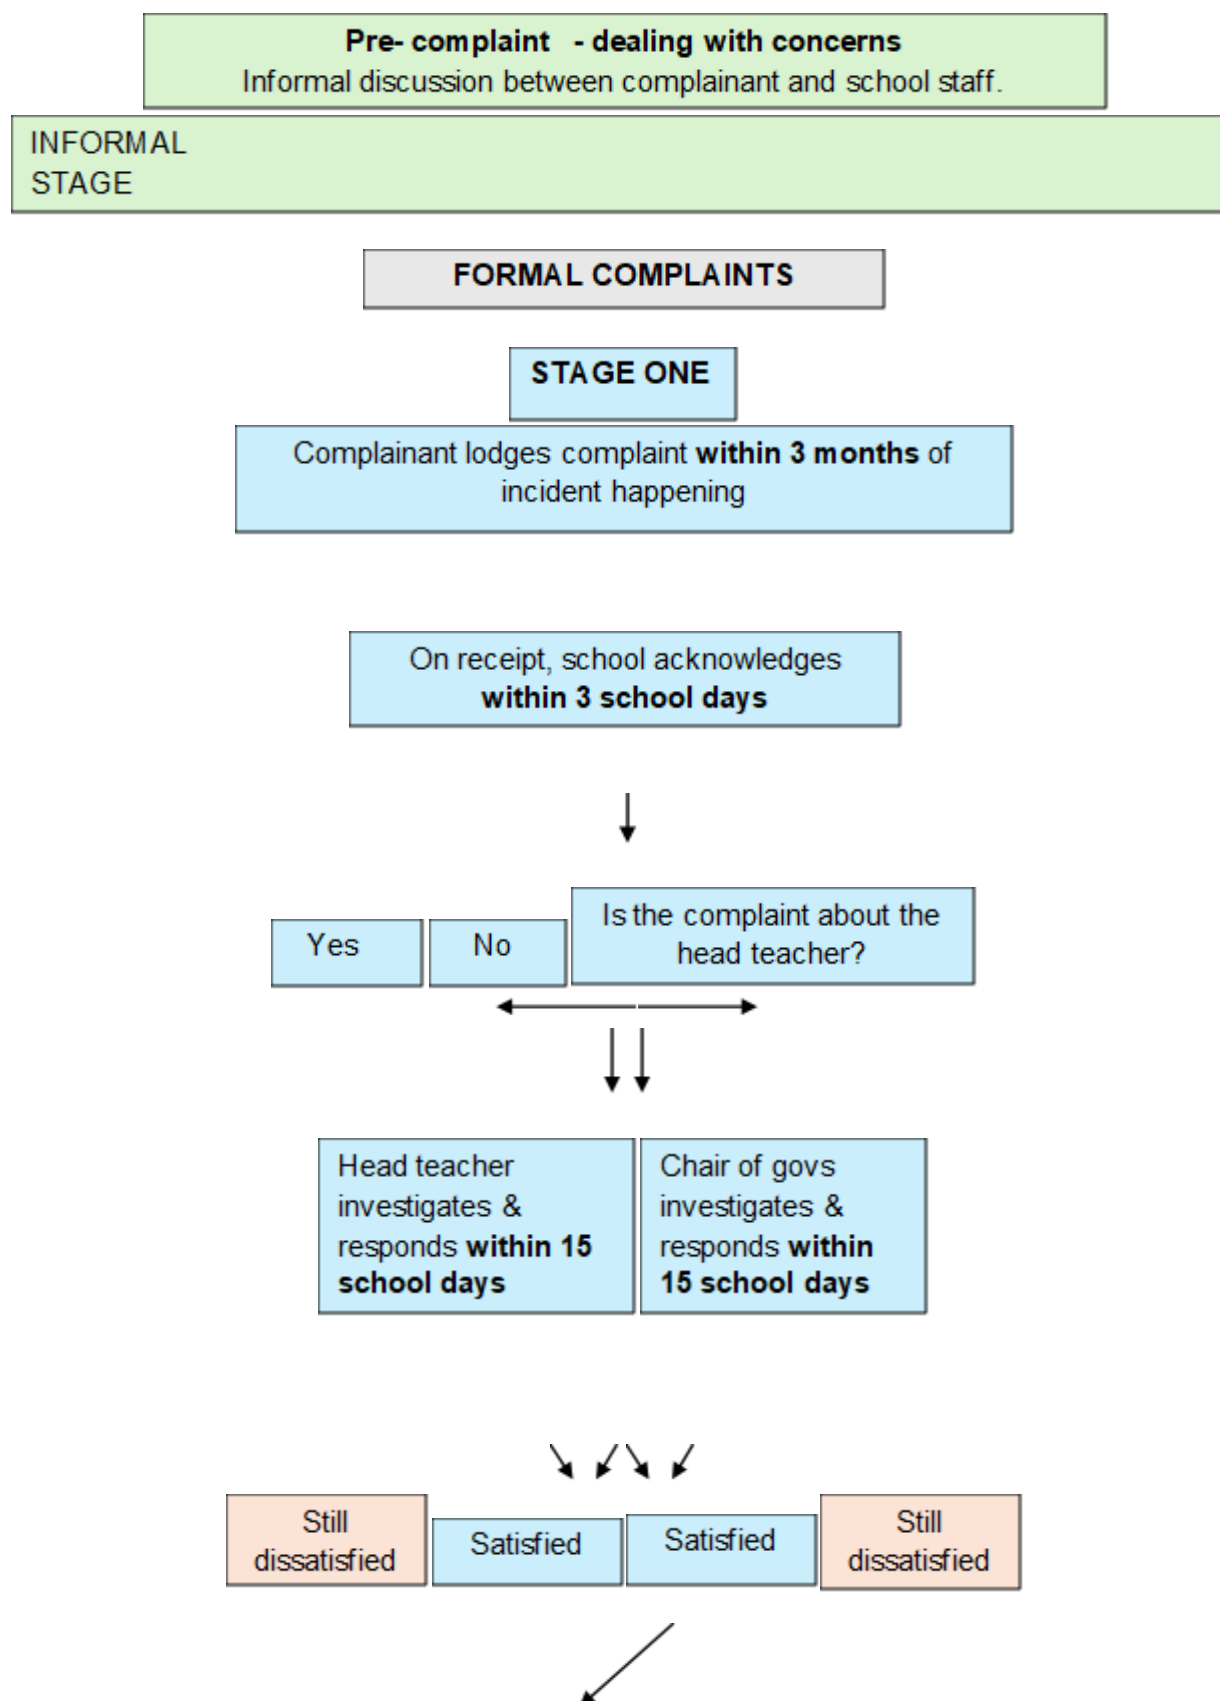 Pre- complaint - dealing with concerns
Informal discussion between complainant and school staff.
INFORMAL
STAGE
FORMAL COMPLAINTS
STAGE ONE
Complainant lodges complaint within 3 months of
incident happening
On receipt, school acknowledges
within 3 school days
Yes
No
Is the complaint about the
head teacher?
Head teacher
investigates &
responds within 15
school days
Chair of govs
investigates &
responds within
15 school days
Still
dissatisfied
Satisfied
Satisfied
Still
dissatisfied